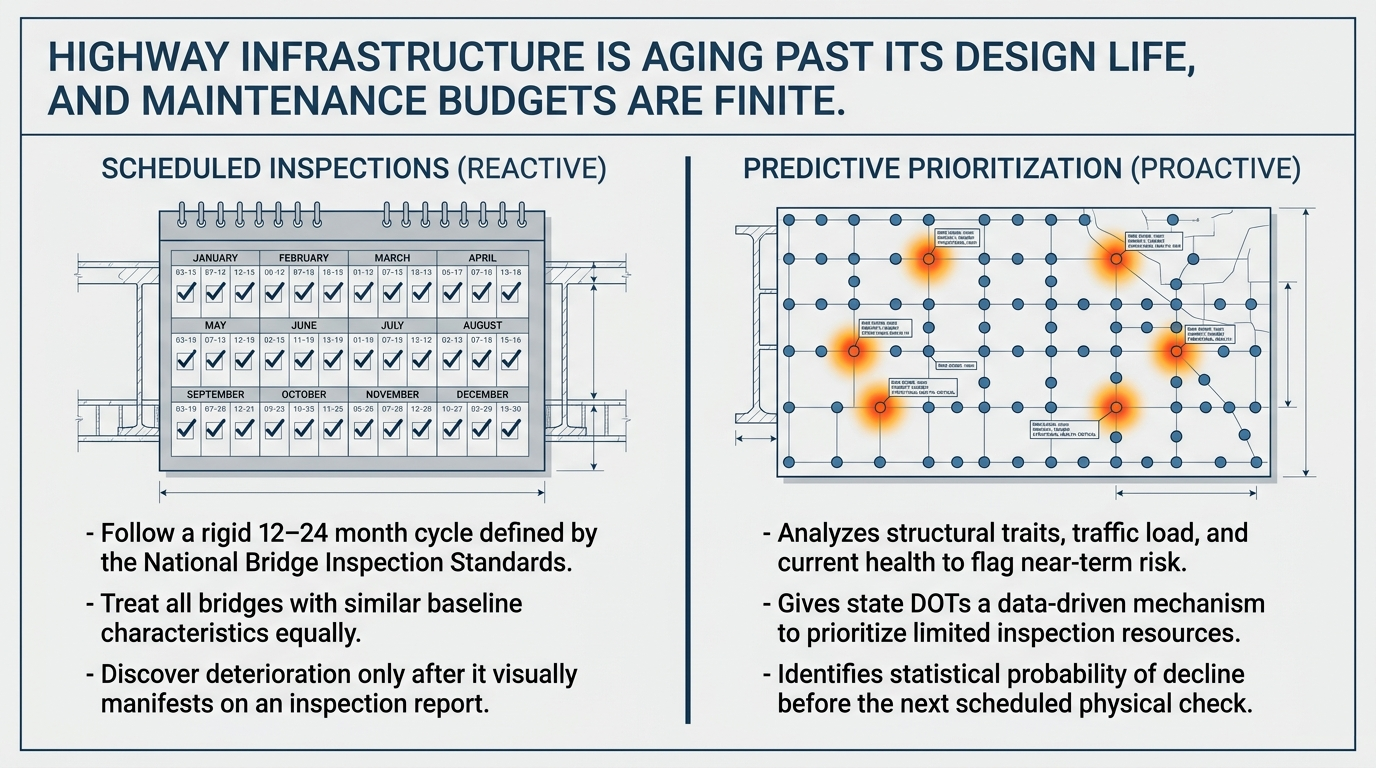 HIGHWAY INFRASTRUCTURE IS AGING PAST ITS DESIGN LIFE,
AND MAINTENANCE BUDGETS ARE FINITE.
SCHEDULED INSPECTIONS (REACTIVE)
JANUARY FEBRUARY MARCH APRIL
MAY JUNE JULY AUGUST
SEPTEMBER OCTOBER NOVEMBER DECEMBER
- Follow a rigid 12–24 month cycle defined by
the National Bridge Inspection Standards.
- Treat all bridges with similar baseline
characteristics equally.
- Discover deterioration only after it visually
manifests on an inspection report.
PREDICTIVE PRIORITIZATION (PROACTIVE)
- Analyzes structural traits, traffic load, and
current health to flag near-term risk.
- Gives state DOTs a data-driven mechanism
to prioritize limited inspection resources.
- Identifies statistical probability of decline
before the next scheduled physical check.